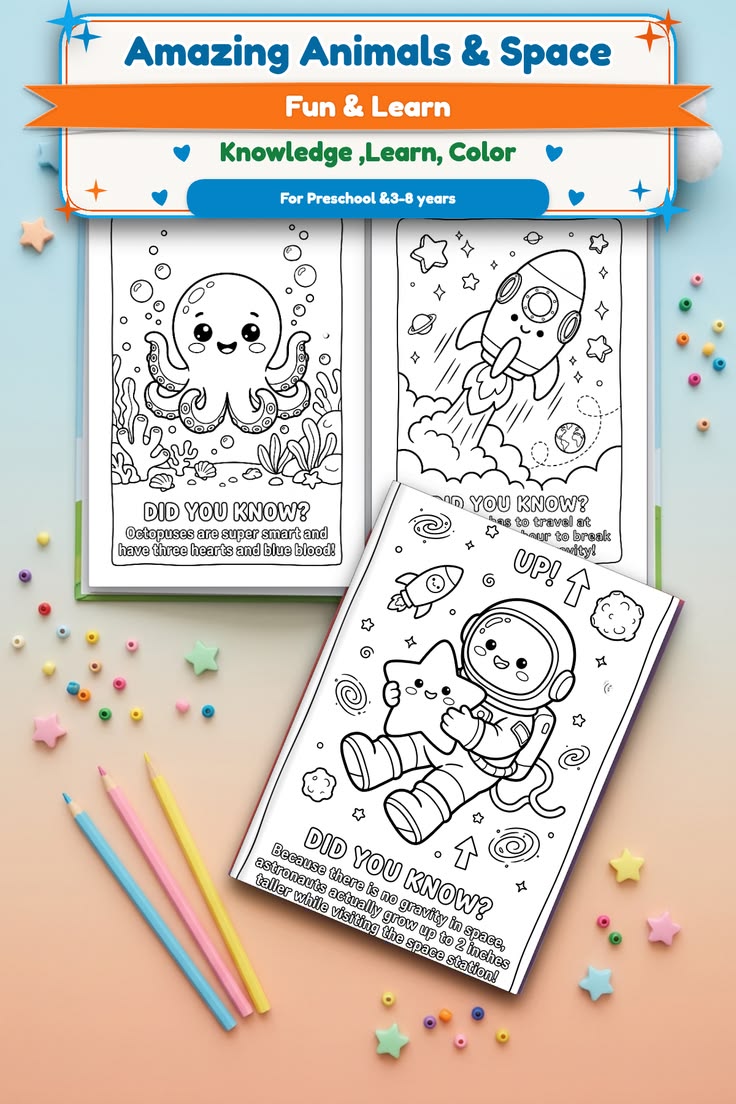 Amazing Animals & Space
Fun & Learn
Knowledge ,Learn, Color
For Preschool &3-8 years
DID YOU KNOW?
Octopuses are super smart and
have three hearts and blue blood!
DID YOU KNOW?
has to travel at
hour to break
UP!
DID YOU KNOW?
Because there is no gravity in space,
astronauts actually grow up to 2 inches
taller while visiting the space station!